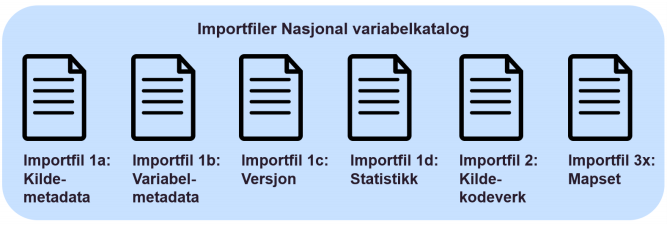 Importfiler Nasjonal variabelkatalog
Importfil 1a:
Kilde-
metadata
Importfil 1b:
Variabel-
metadata
Importfil 1c:
Versjon
Importfil 1d:
Statistikk
Importfil 2:
Kilde-
kodeverk
Importfil 3x:
Mapset